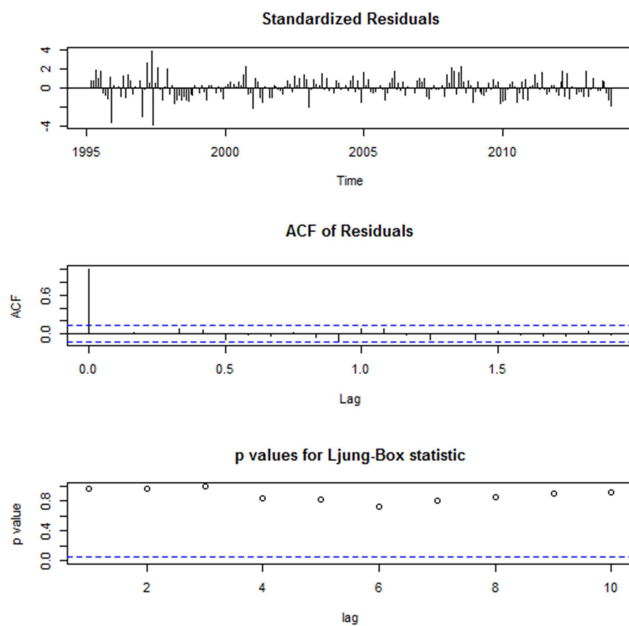 Standardized Residuals
4
2
0
-4
1995 2000 2005 2010
Time
ACF of Residuals
ACF
0.6
0.0
0.0 0.5 1.0 1.5
Lag
p values for Ljung-Box statistic
p value
0.8
0.4
0.0
2 4 6 8 10
lag